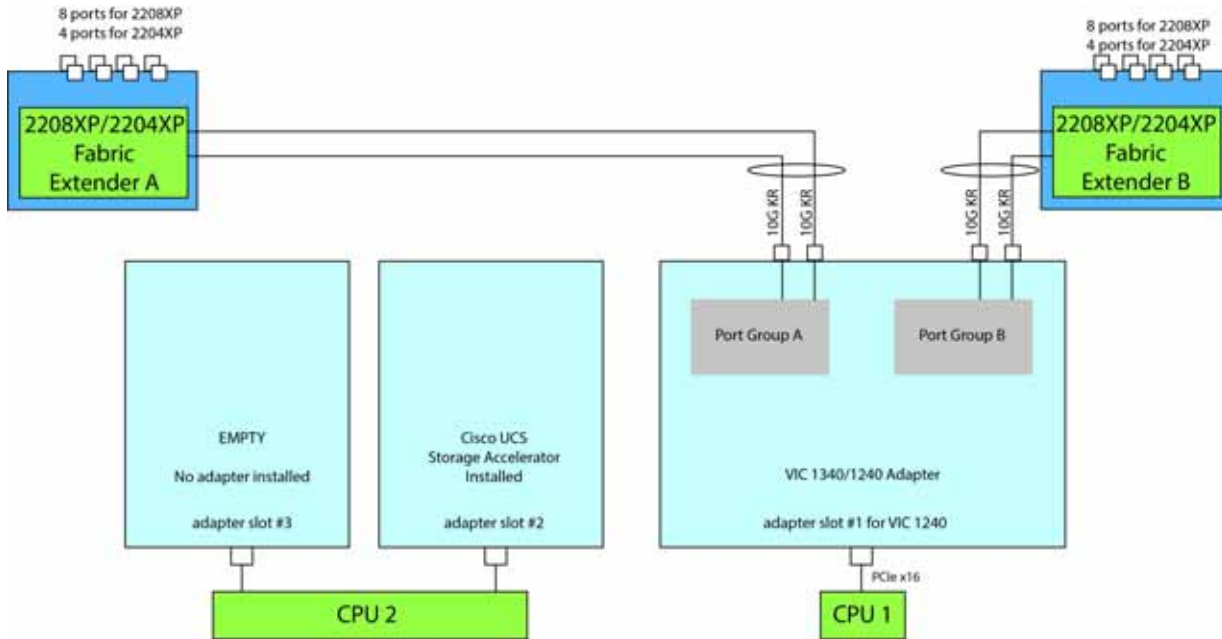 8 ports for 2208XP
4 ports for 2204XP
8 ports for 2208XP
4 ports for 2204XP
2208XP/2204XP
Fabric
Extender A
2208XP/2204XP
Fabric
Extender B
10G KR
10G KR
10G KR
10G KR
Port Group A
Port Group B
EMPTY
No adapter installed
adapter slot #3
Cisco UCS
Storage Accelerator
Installed
adapter slot #2
VIC 1340/1240 Adapter
adapter slot #1 for VIC 1240
PCIe x16
CPU 2
CPU 1